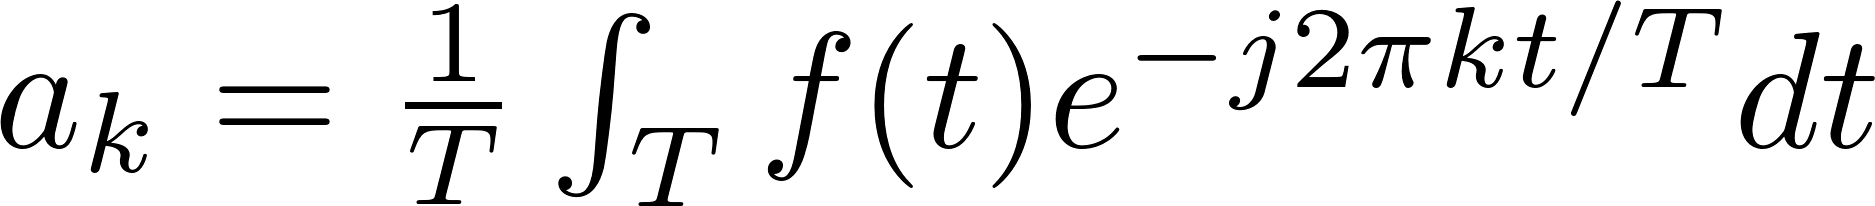 a_k = \frac{1}{T} \int_T f(t)e^{-j2\pi kt/T} dt